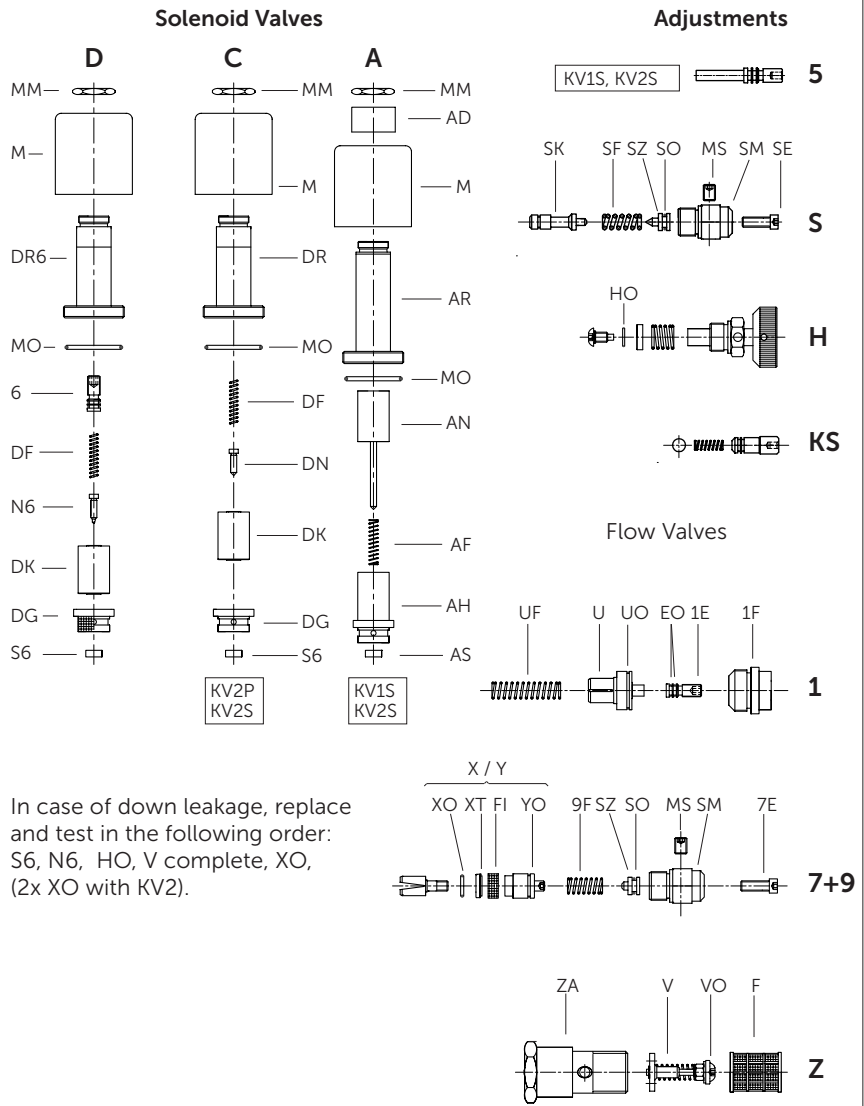 Solenoid Valves
D C A
MM MM MM
AD
M M M
DR6 DR
AR
MO MO
MO
6
AN
DF
DF
DN
N6
DK
AF
DK
AH
DG DG
S6 S6 AS
KV2P
KV2S
KV1S
KV2S
In case of down leakage, replace
and test in the following order:
S6, N6, HO, V complete, XO,
(2x XO with KV2).
Adjustments
KV1S, KV2S 5
SK SF SZ SO MS SM SE
S
HO
H
KS
Flow Valves
UF U UO EO 1E 1F
1
X / Y
XO XT FI YO 9F SZ SO MS SM 7E
7+9
ZA V VO F
Z